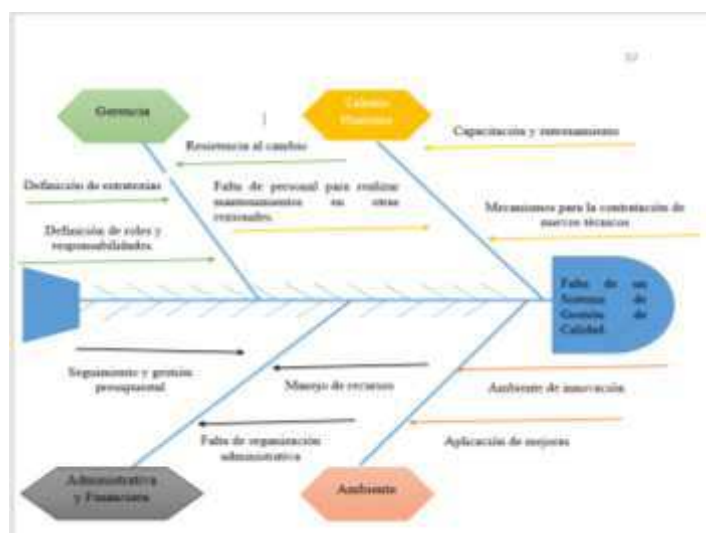 Gerencia
Talento
Humano
Resistencia al cambio
Capacitación y entrenamiento
Definición de estrategias
Falta de personal para realizar
mantenimientos en otras
regionales.
Mecanismos para la contratación de
nuevos técnicos
Definición de roles y
responsabilidades.
Falta de un
Sistema de
Gestión de
Calidad.
Seguimiento y gestión
presupuestal
Manejo de recursos
Ambiente de innovación
Falta de organización
administrativa
Aplicación de mejoras
Administrativa
y Financiera
Ambiente